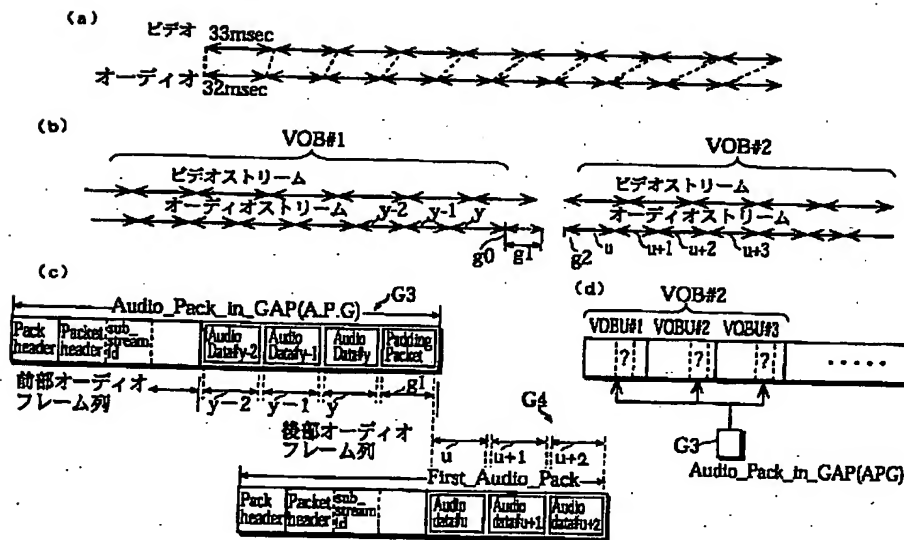 (a)
ビデオ 33msec
オーディオ 32msec
(b)
VOB#1
VOB#2
ビデオストリーム
ビデオストリーム
オーディオストリーム
オーディオストリーム
y-2 y-1 y
g0 g1
g2 u u+1 u+2 u+3
(c)
Audio_Pack_in_GAP(A.P.G)
G3
Pack header
Packet header
sub_stream_id
Audio Datafy-2
Audio Datafy-1
Audio Datafy
Padding Packet
前部オーディオ
フレーム列
y-2 y-1 y g1
後部オーディオ
フレーム列
G4
u u+1 u+2
First_Audio_Pack
Pack header
Packet header
sub_stream_id
Audio datafu
Audio datafu+1
Audio datafu+2
(d)
VOB#2
VOBU#1 VOBU#2 VOBU#3
? ? ? .....
G3
Audio_Pack_in_GAP(APG)